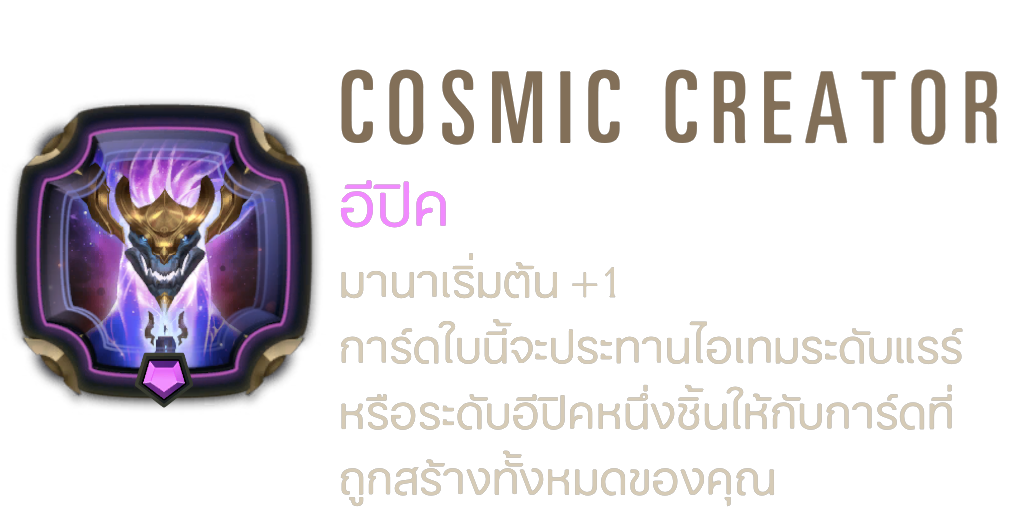 COSMIC CREATOR
อีปิค
มานาเริ่มต้น +1
การ์ดใบนี้จะประทานไอเทมระดับแรร์
หรือระดับอีปิคหนึ่งชิ้นให้กับการ์ดที่
ถูกสร้างทั้งหมดของคุณ